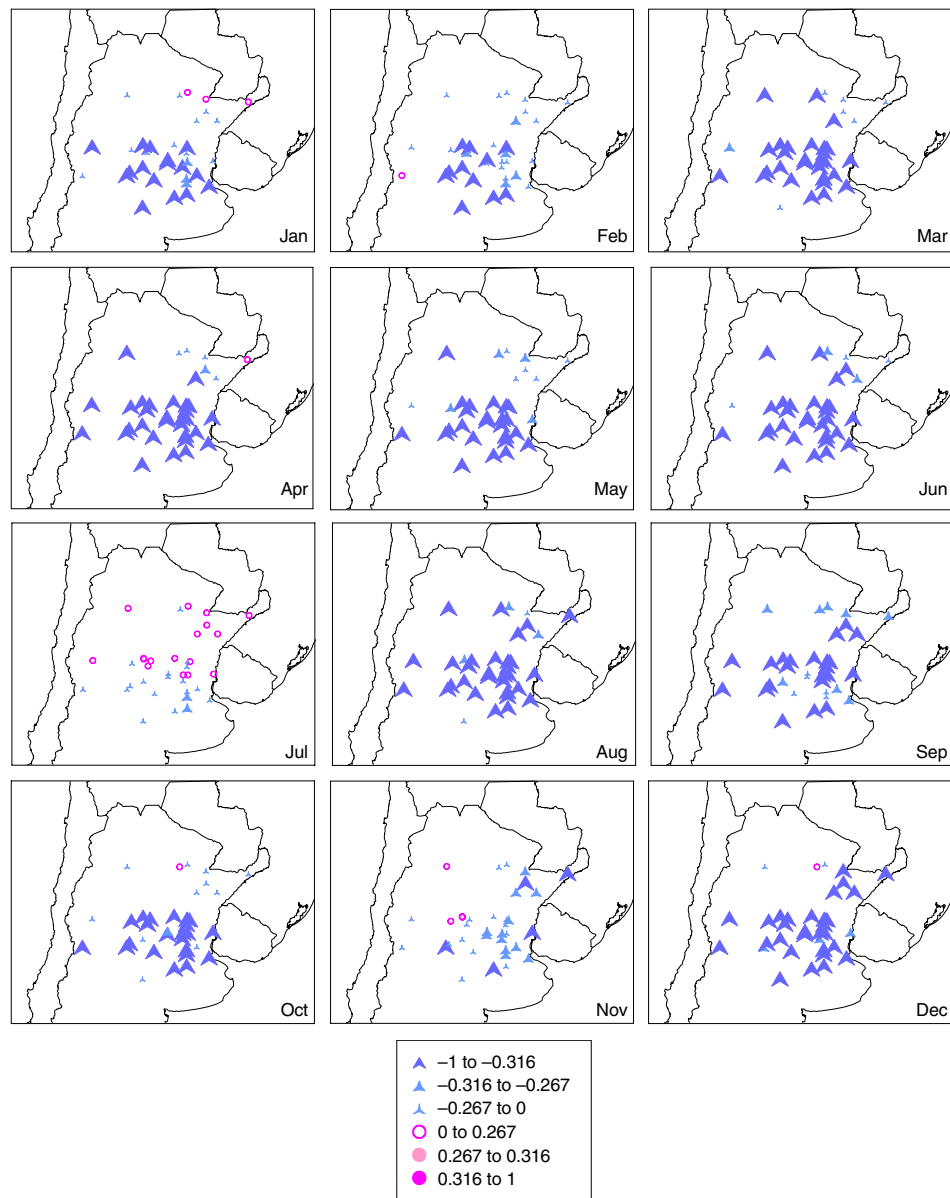 Jan
Feb
Mar
Apr
May
Jun
Jul
Aug
Sep
Oct
Nov
Dec
–1 to –0.316
–0.316 to –0.267
–0.267 to 0
0 to 0.267
0.267 to 0.316
0.316 to 1